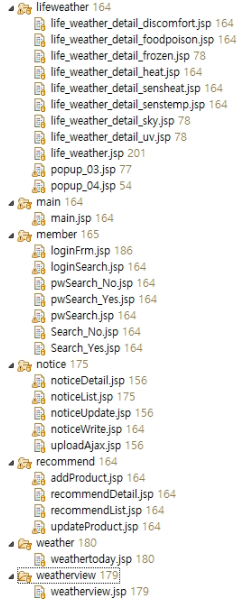 lifeweather 164
life_weather_detail_discomfort.jsp 164
life_weather_detail_foodpoison.jsp 164
life_weather_detail_frozen.jsp 78
life_weather_detail_heat.jsp 164
life_weather_detail_sensheat.jsp 164
life_weather_detail_senstemp.jsp 164
life_weather_detail_sky.jsp 78
life_weather_detail_uv.jsp 78
life_weather.jsp 201
popup_03.jsp 77
popup_04.jsp 54
main 164
main.jsp 164
member 165
loginFrm.jsp 186
loginSearch.jsp 164
pwSearch_No.jsp 164
pwSearch_Yes.jsp 164
pwSearch.jsp 164
Search_No.jsp 164
Search_Yes.jsp 164
notice 175
noticeDetail.jsp 156
noticeList.jsp 175
noticeUpdate.jsp 156
noticeWrite.jsp 164
uploadAjax.jsp 156
recommend 164
addProduct.jsp 164
recommendDetail.jsp 164
recommendList.jsp 164
updateProduct.jsp 164
weather 180
weathertoday.jsp 180
weatherview 179
weatherview.jsp 179